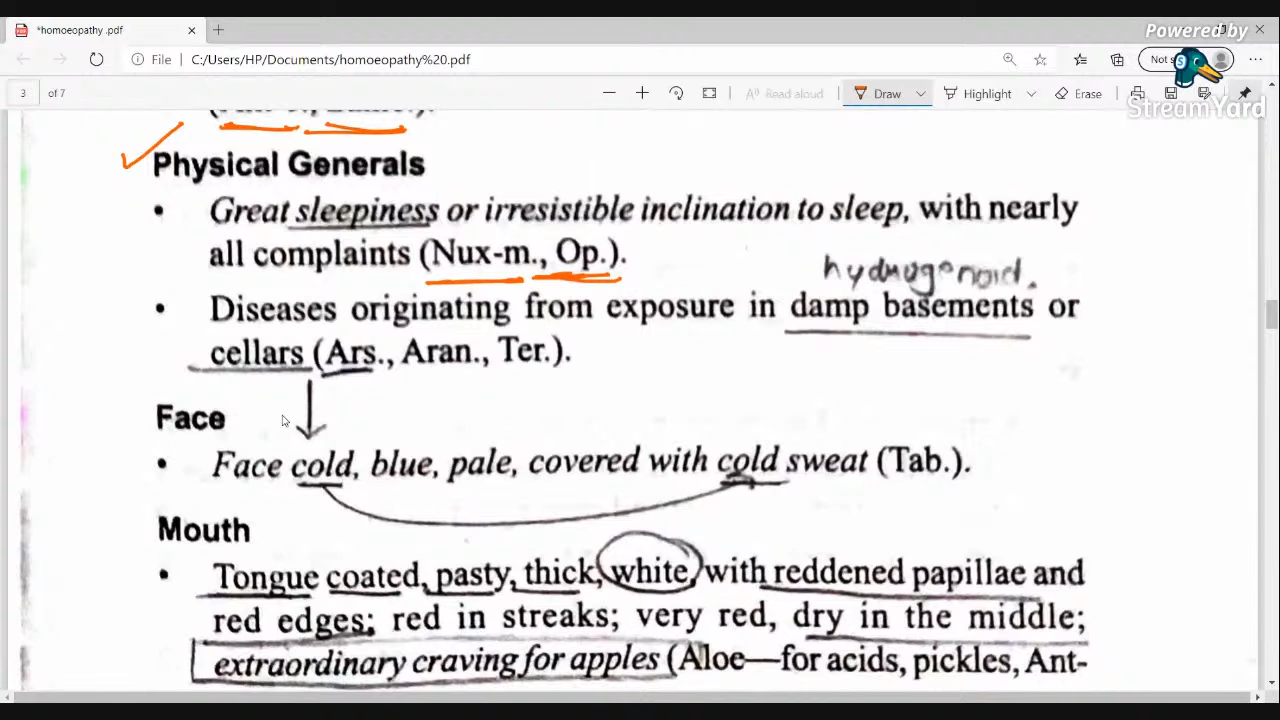 *homoeopathy .pdf
Powered by
File C:/Users/HP/Documents/homoeopathy%20.pdf
Not s
3 of 7 Read aloud Draw Highlight Erase
StreamYard
Physical Generals
• Great sleepiness or irresistible inclination to sleep, with nearly
all complaints (Nux-m., Op.).
hydrogenoid.
• Diseases originating from exposure in damp basements or
cellars (Ars., Aran., Ter.).
Face
• Face cold, blue, pale, covered with cold sweat (Tab.).
Mouth
• Tongue coated, pasty, thick, white, with reddened papillae and
red edges; red in streaks; very red, dry in the middle;
extraordinary craving for apples (Aloe—for acids, pickles, Ant-